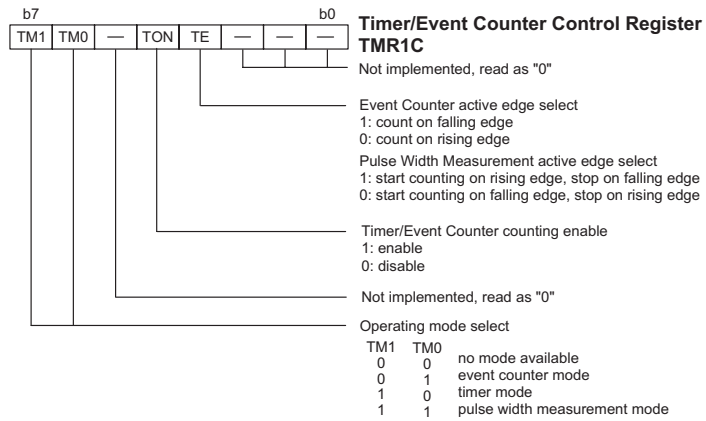 b7 b0
Timer/Event Counter Control Register
TMR1C
TM1 TM0 — TON TE — — —
Not implemented, read as "0"
Event Counter active edge select
1: count on falling edge
0: count on rising edge
Pulse Width Measurement active edge select
1: start counting on rising edge, stop on falling edge
0: start counting on falling edge, stop on rising edge
Timer/Event Counter counting enable
1: enable
0: disable
Not implemented, read as "0"
Operating mode select
TM1 TM0
0 0 no mode available
0 1 event counter mode
1 0 timer mode
1 1 pulse width measurement mode